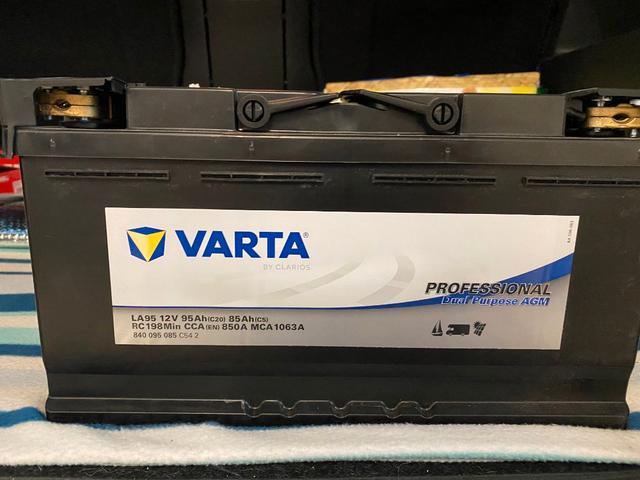 VARTA®
BY CLARIOS
PROFESSIONAL
Dual Purpose AGM
LA95 12V 95Ah(C20) 85Ah(C5)
RC198Min CCA(EN) 850A MCA1063A
840 095 085 C54 2